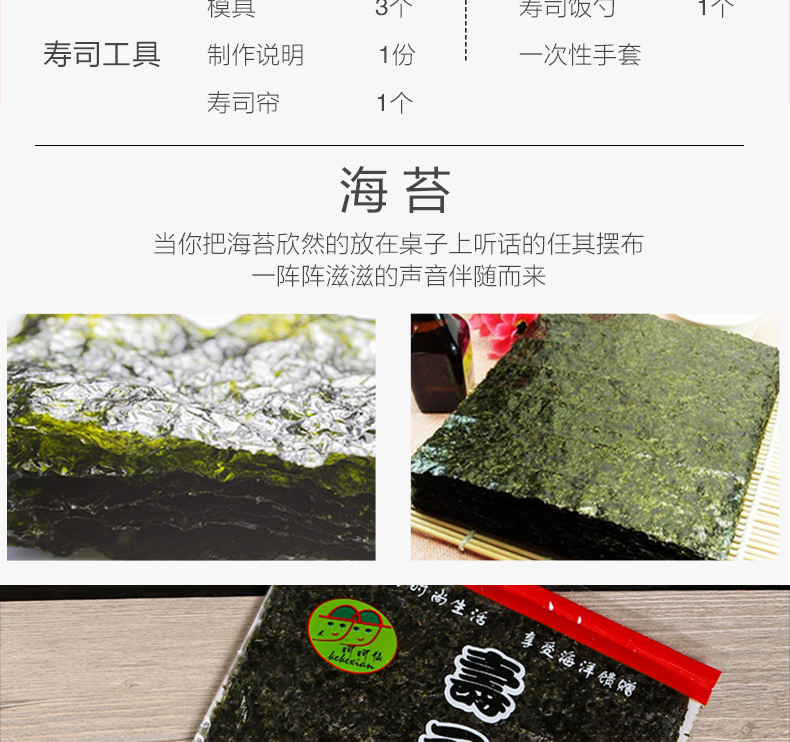 模具 3个 寿司饭勺 1个
寿司工具 制作说明 1份 一次性手套
寿司帘 1个
海苔
当你把海苔欣然的放在桌子上听话的任其摆布
一阵阵滋滋的声音伴随而来
时尚生活
享受海洋馈赠
kekexian
寿